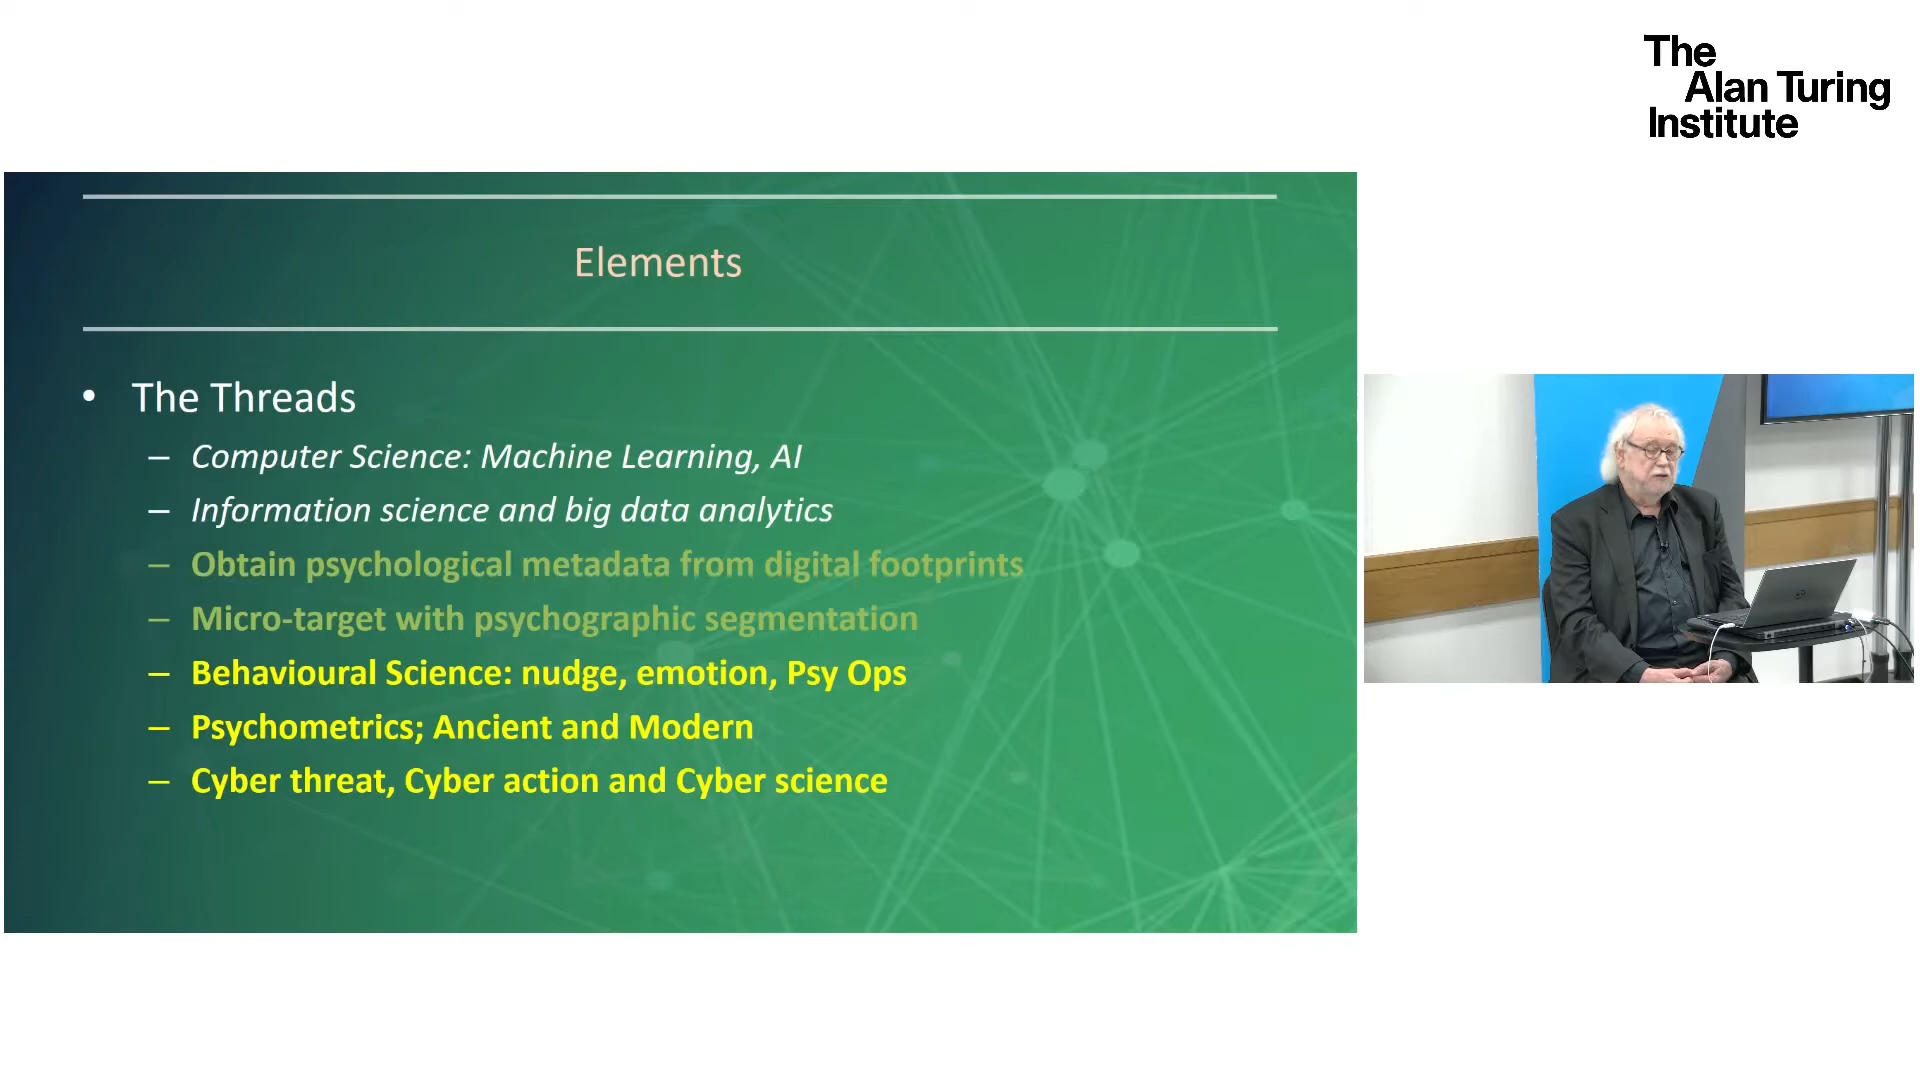 The
Alan Turing
Institute
Elements
• The Threads
– Computer Science: Machine Learning, AI
– Information science and big data analytics
– Obtain psychological metadata from digital footprints
– Micro-target with psychographic segmentation
– Behavioural Science: nudge, emotion, Psy Ops
– Psychometrics; Ancient and Modern
– Cyber threat, Cyber action and Cyber science